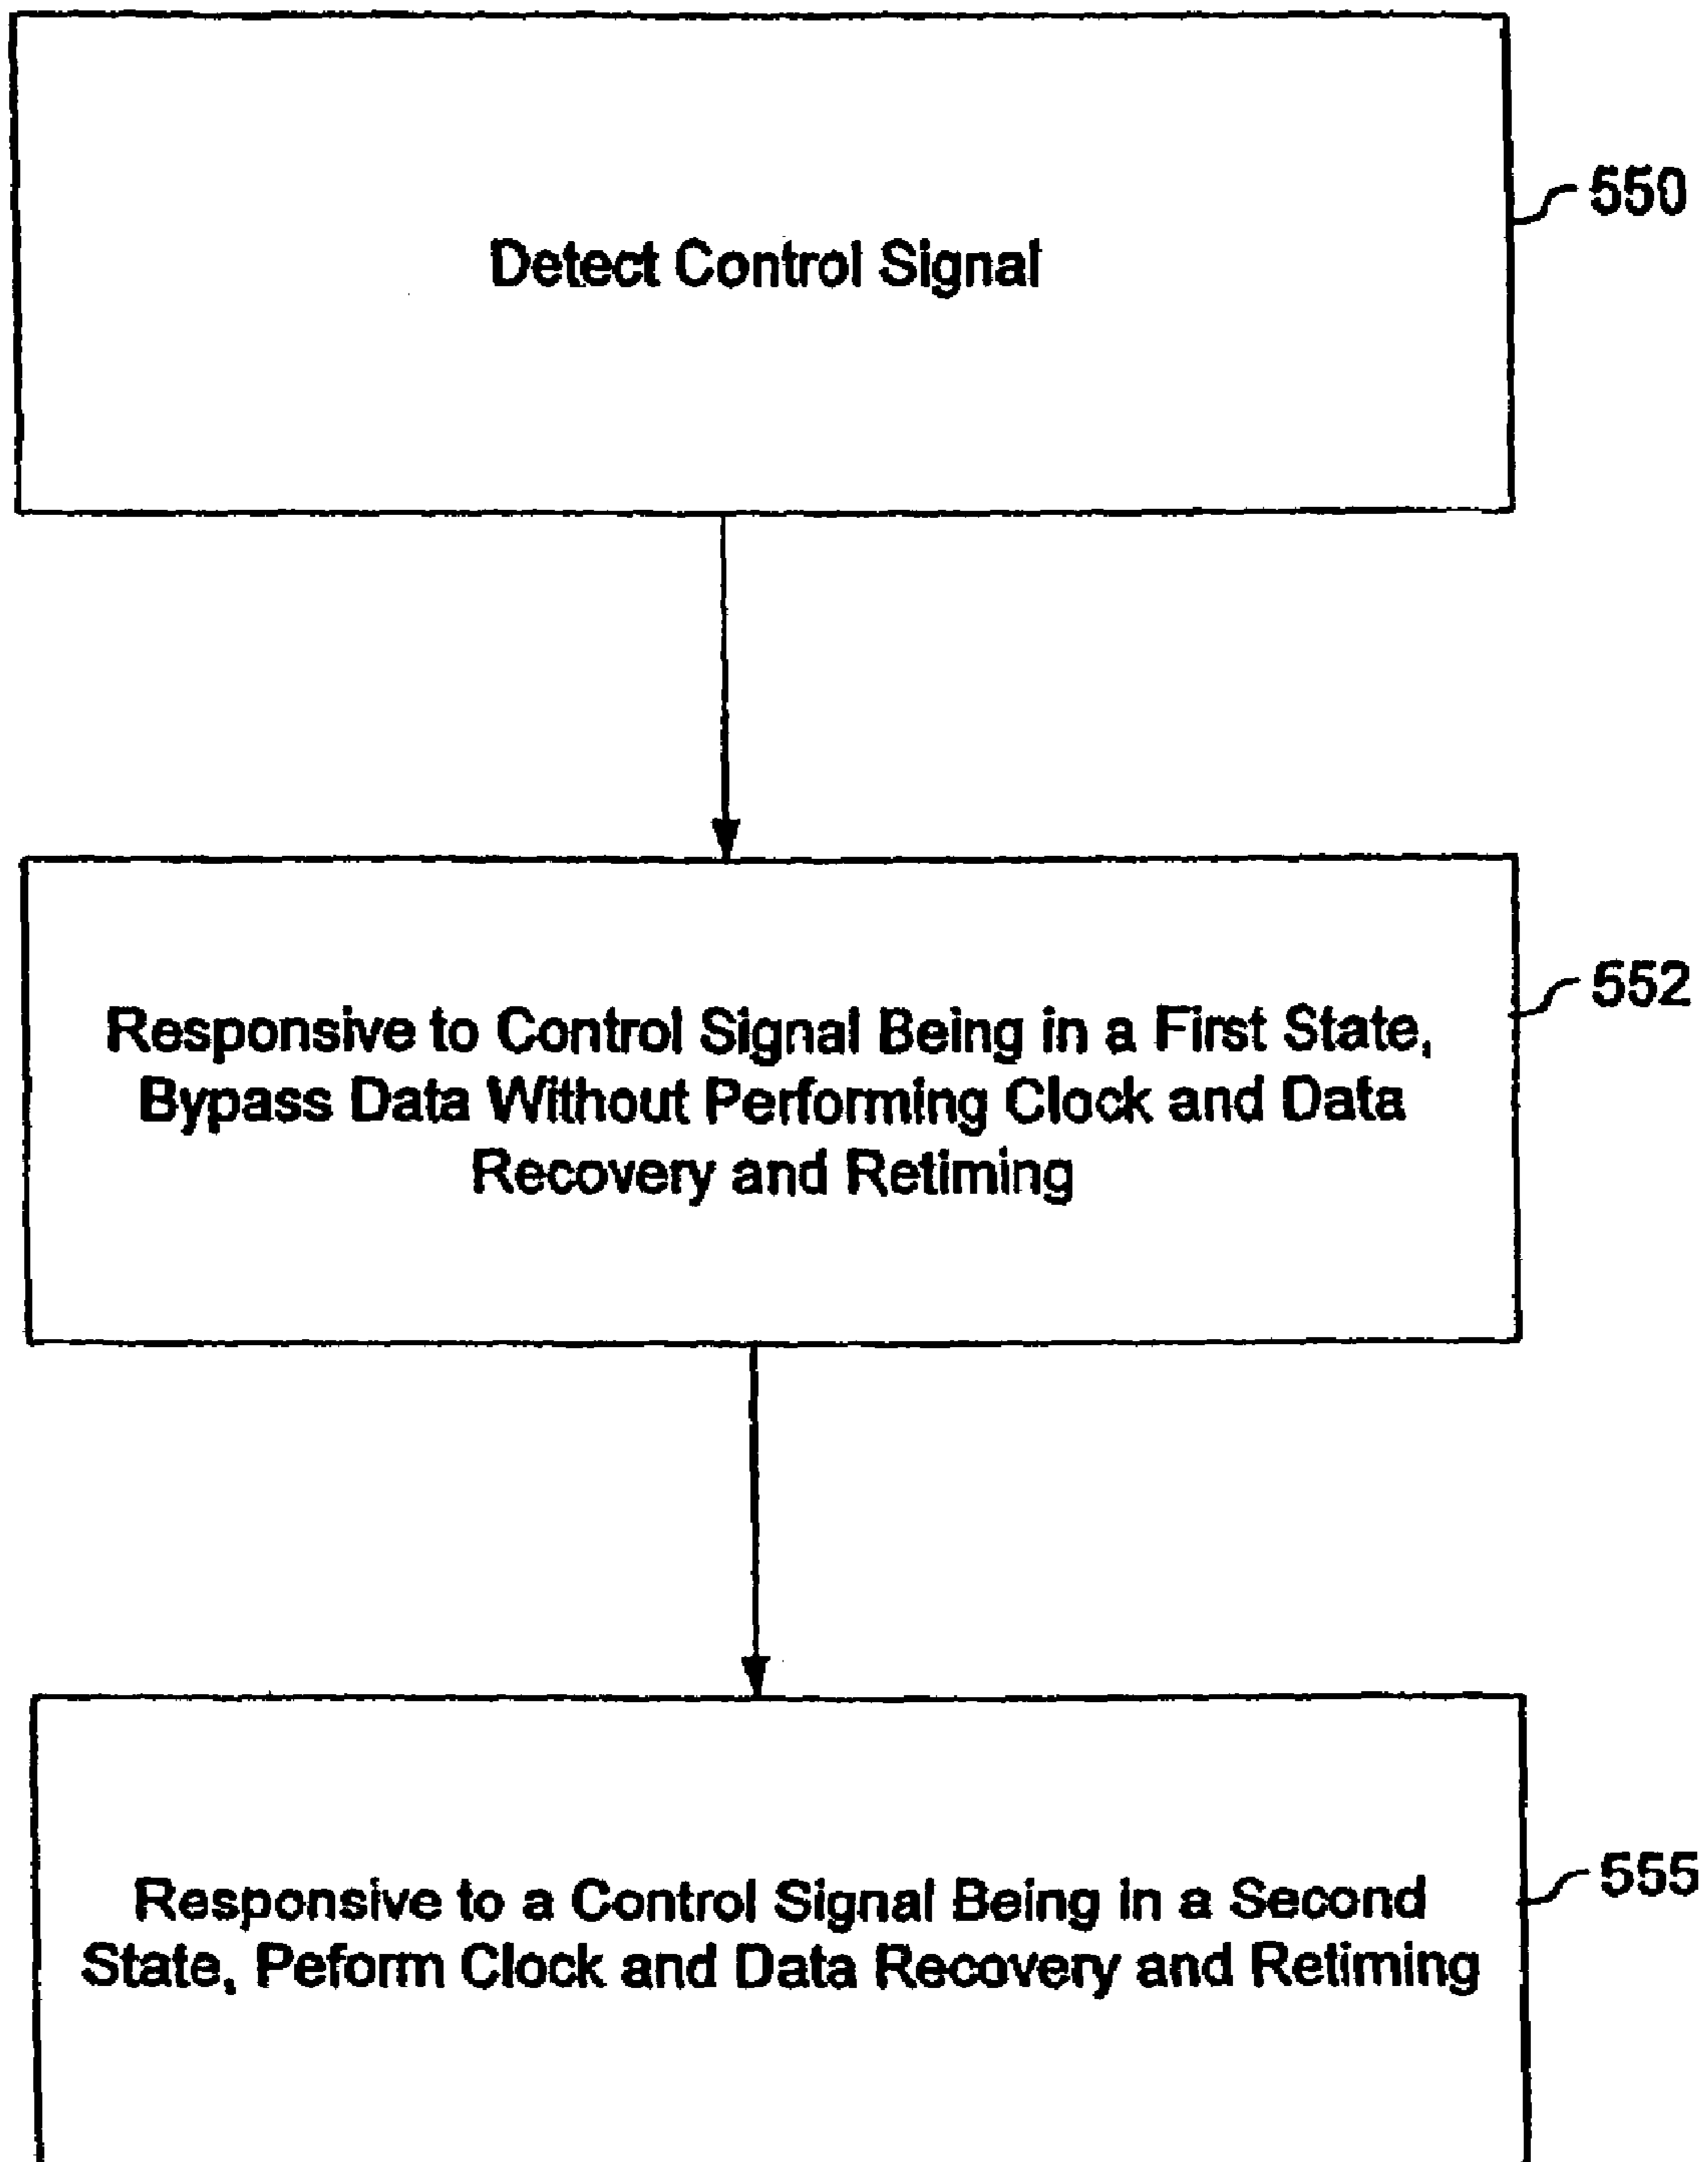 Detect Control Signal
550
Responsive to Control Signal Being in a First State,
Bypass Data Without Performing Clock and Data
Recovery and Retiming
552
Responsive to a Control Signal Being in a Second
State, Peform Clock and Data Recovery and Retiming
555